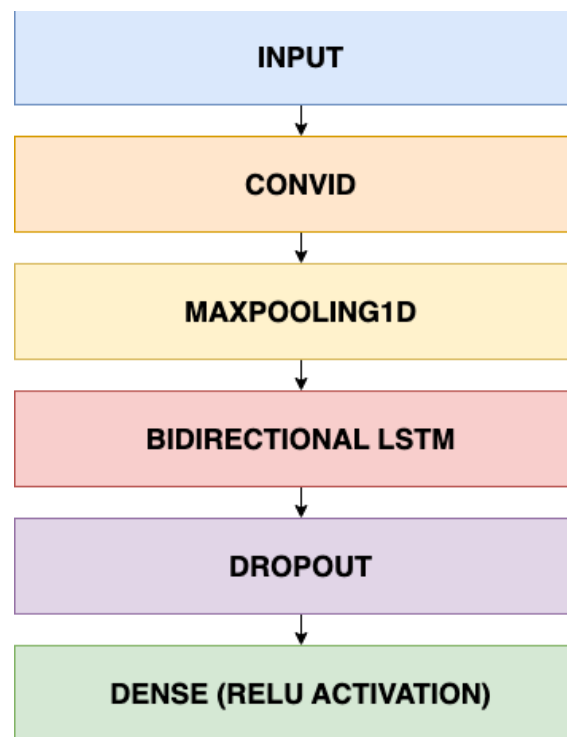 INPUT
CONVID
MAXPOOLING1D
BIDIRECTIONAL LSTM
DROPOUT
DENSE (RELU ACTIVATION)